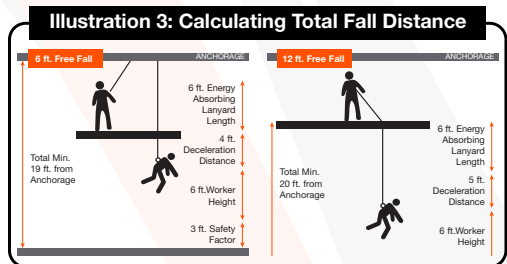 Illustration 3: Calculating Total Fall Distance
6 ft. Free Fall
ANCHORAGE
6 ft. Energy
Absorbing
Lanyard
Length
4 ft.
Deceleration
Distance
Total Min.
19 ft. from
Anchorage
6 ft.Worker
Height
3 ft. Safety
Factor
12 ft. Free Fall
ANCHORAGE
6 ft. Energy
Absorbing
Lanyard
Length
5 ft.
Deceleration
Distance
Total Min.
20 ft. from
Anchorage
6 ft.Worker
Height